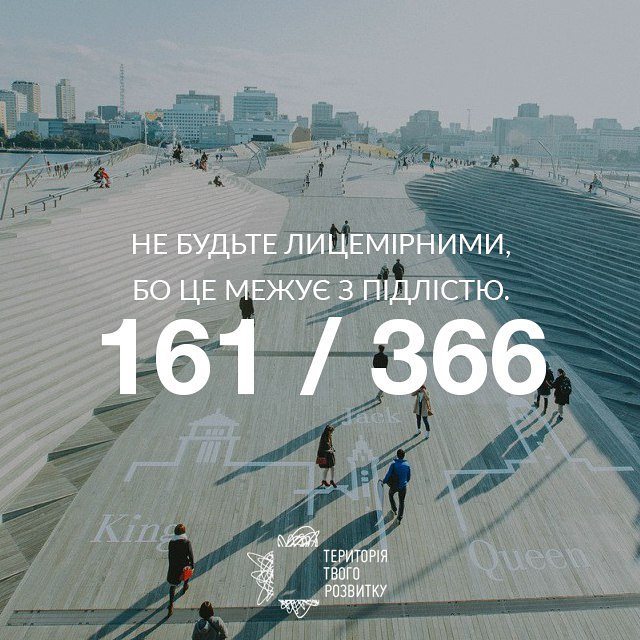 НЕ БУДЬТЕ ЛИЦЕМІРНИМИ,
БО ЦЕ МЕЖУЄ З ПІДЛІСТЮ.
161 / 366
Jack
King
Queen
ТЕРИТОРІЯ
ТВОГО
РОЗВИТКУ